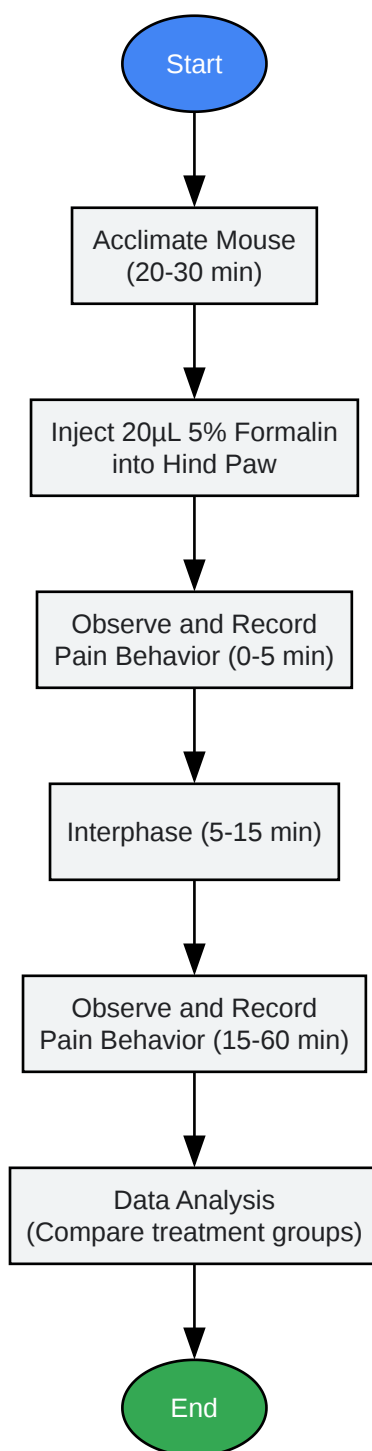 Start
Acclimate Mouse
(20-30 min)
Inject 20µL 5% Formalin
into Hind Paw
Observe and Record
Pain Behavior (0-5 min)
Interphase (5-15 min)
Observe and Record
Pain Behavior (15-60 min)
Data Analysis
(Compare treatment groups)
End